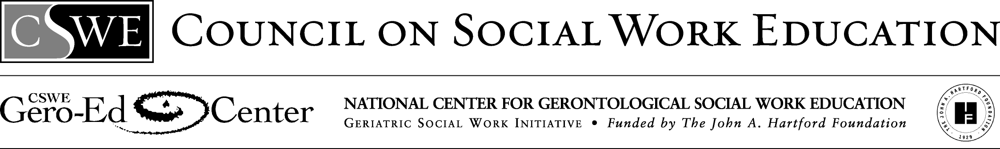 CSWE COUNCIL ON SOCIAL WORK EDUCATION
CSWE
Gero-Ed Center
NATIONAL CENTER FOR GERONTOLOGICAL SOCIAL WORK EDUCATION
GERIATRIC SOCIAL WORK INITIATIVE • Funded by The John A. Hartford Foundation
· THE JOHN A. HARTFORD FOUNDATION ·
HF
1929